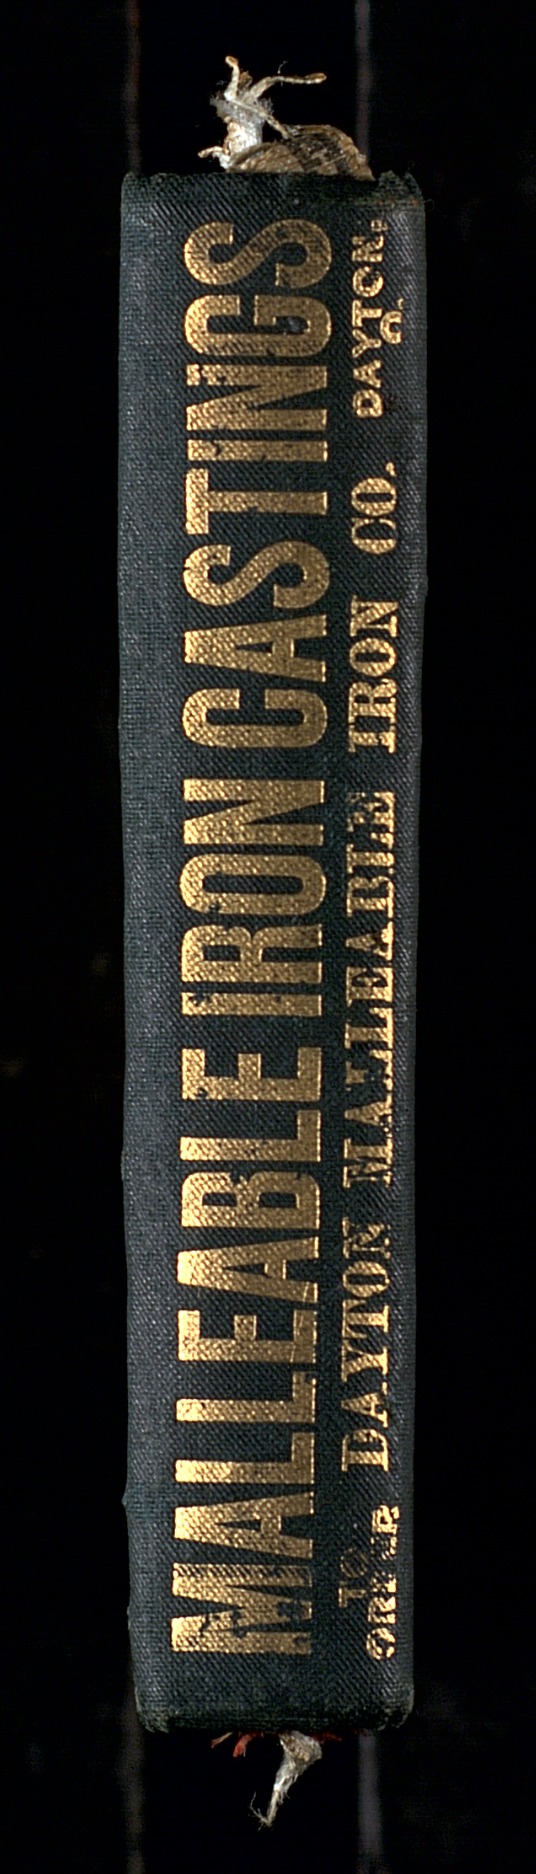 MALLEABLE IRON CASTINGS
TO
ORDER
DAYTON MALLEABLE IRON CO.
DAYTON,
O.